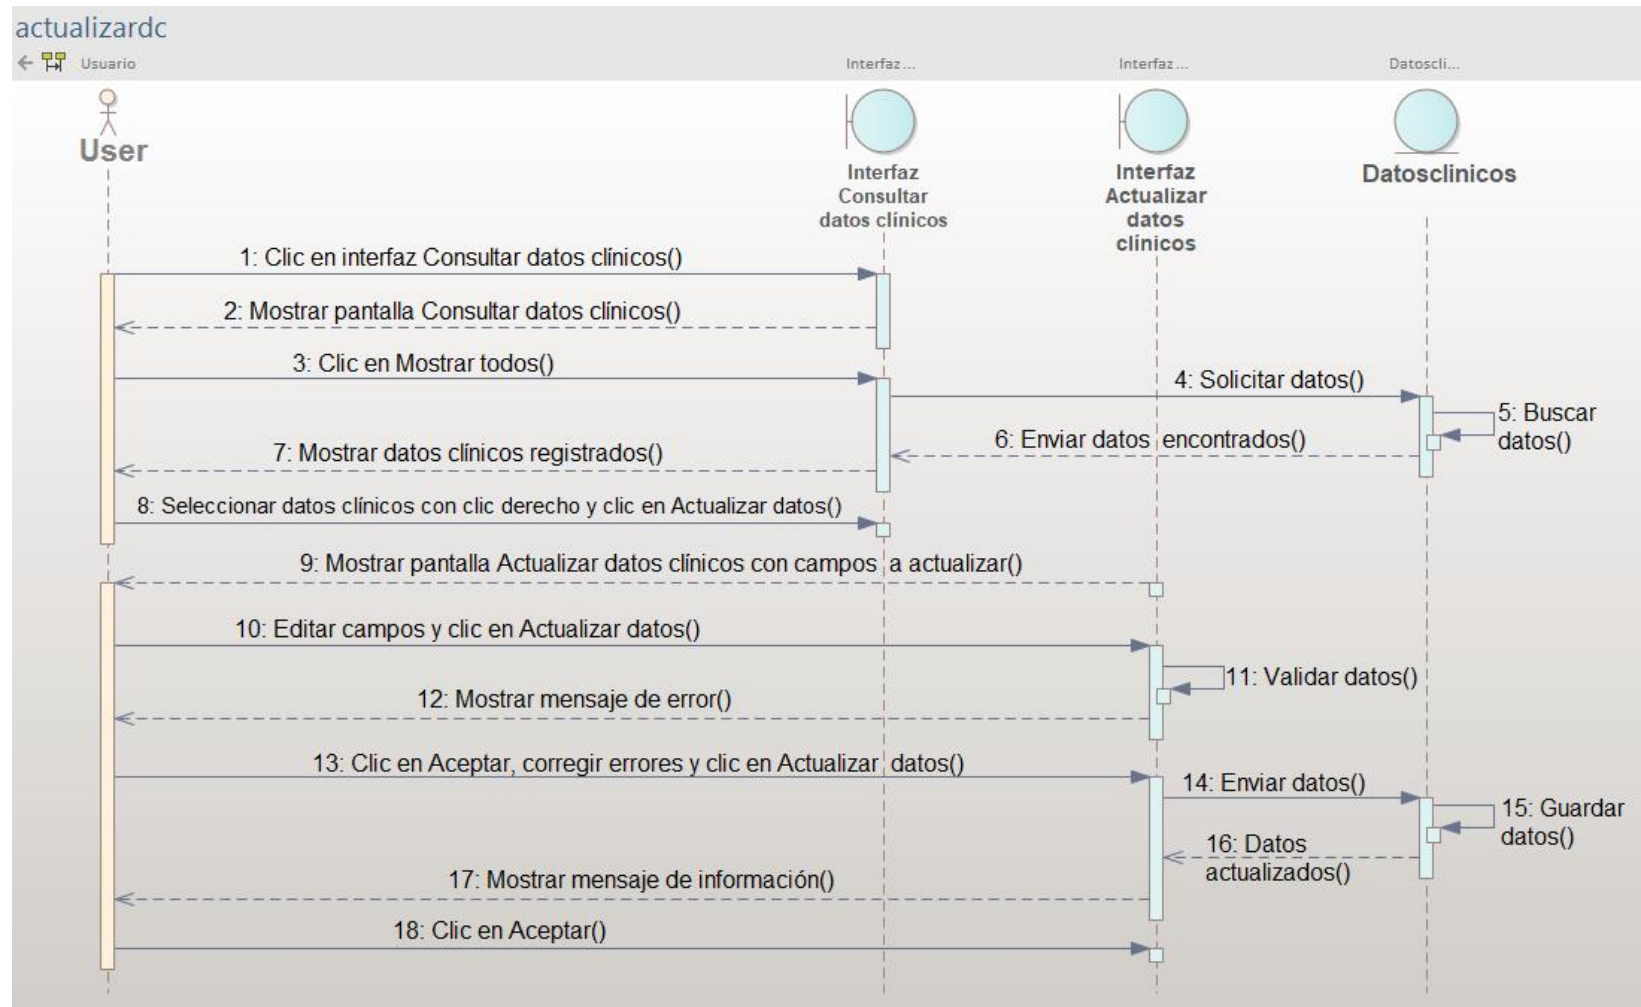 actualizardc
Usuario
Interfaz...
Interfaz...
Datoscli...
User
Interfaz
Consultar
datos clínicos
Interfaz
Actualizar
datos
clínicos
Datosclinicos
1: Clic en interfaz Consultar datos clínicos()
2: Mostrar pantalla Consultar datos clínicos()
3: Clic en Mostrar todos()
4: Solicitar datos()
5: Buscar
datos()
6: Enviar datos encontrados()
7: Mostrar datos clínicos registrados()
8: Seleccionar datos clínicos con clic derecho y clic en Actualizar datos()
9: Mostrar pantalla Actualizar datos clínicos con campos a actualizar()
10: Editar campos y clic en Actualizar datos()
11: Validar datos()
12: Mostrar mensaje de error()
13: Clic en Aceptar, corregir errores y clic en Actualizar datos()
14: Enviar datos()
15: Guardar
datos()
16: Datos
actualizados()
17: Mostrar mensaje de información()
18: Clic en Aceptar()